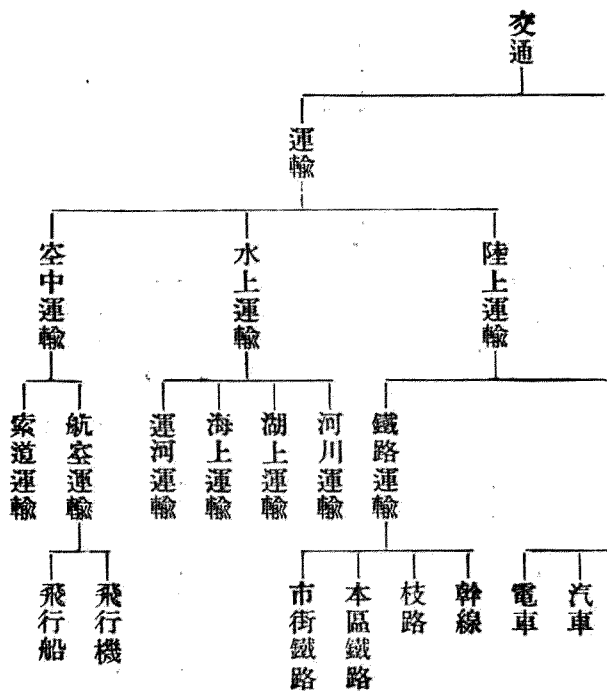 交通
運輸
陸上運輸
水上運輸
空中運輸
鐵路運輸
河川運輸
湖上運輸
海上運輸
運河運輸
航空運輸
索道運輸
汽車
電車
幹線
枝路
本區鐵路
市街鐵路
飛行機
飛行船